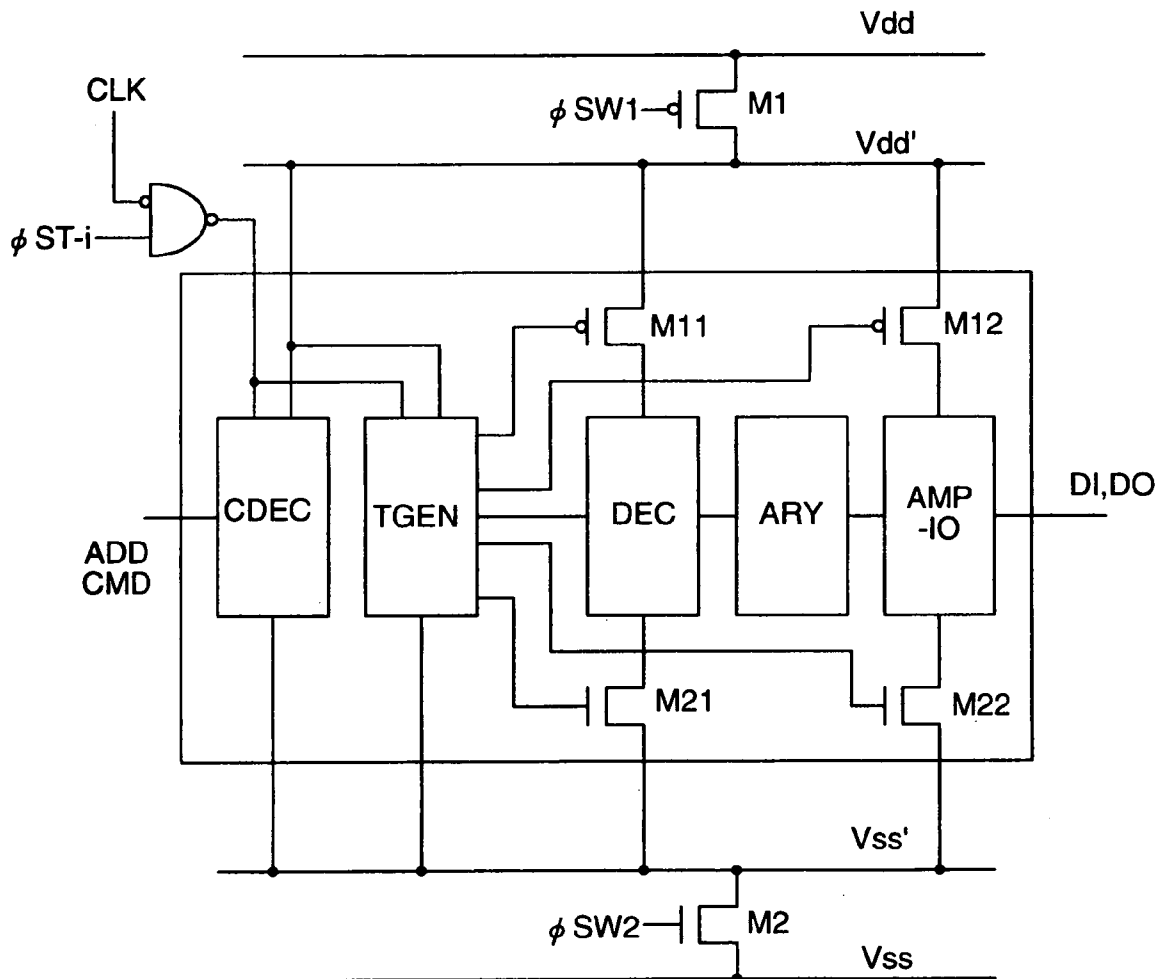 Vdd
CLK
φ SW1
M1
Vdd'
φ ST-i
M11
M12
CDEC
TGEN
DEC
ARY
AMP
-IO
DI,DO
ADD
CMD
M21
M22
Vss'
φ SW2
M2
Vss